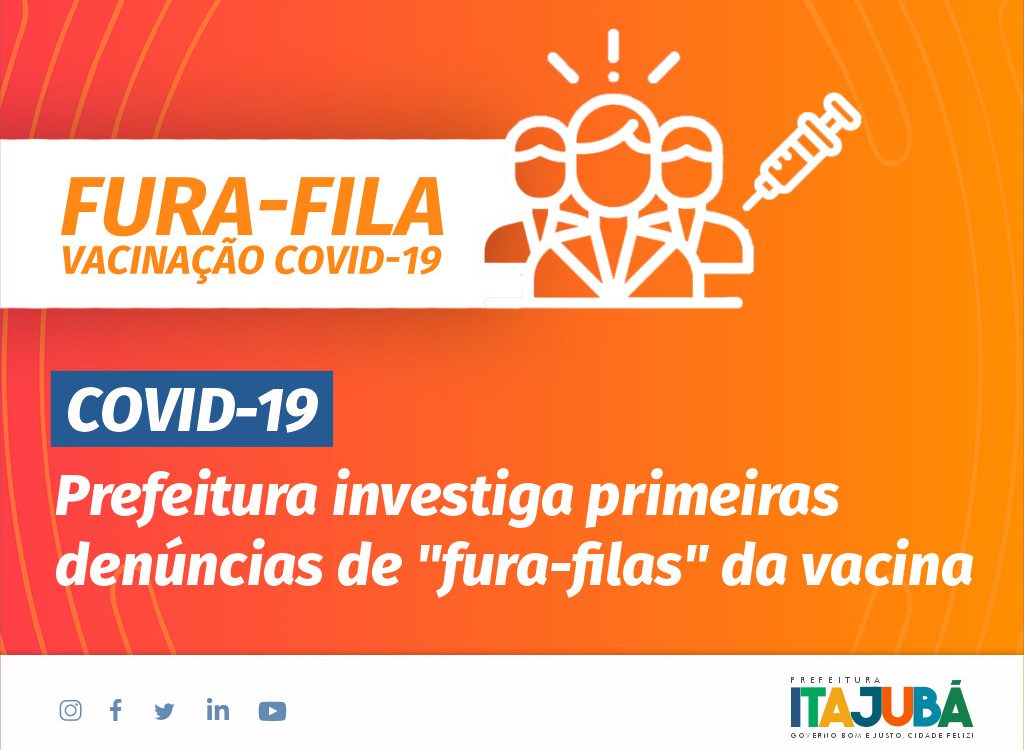 FURA-FILA
VACINAÇÃO COVID-19
COVID-19
Prefeitura investiga primeiras
denúncias de "fura-filas" da vacina
PREFEITURA
ITAJUBÁ
GOVERNO BOM E JUSTO, CIDADE FELIZ!